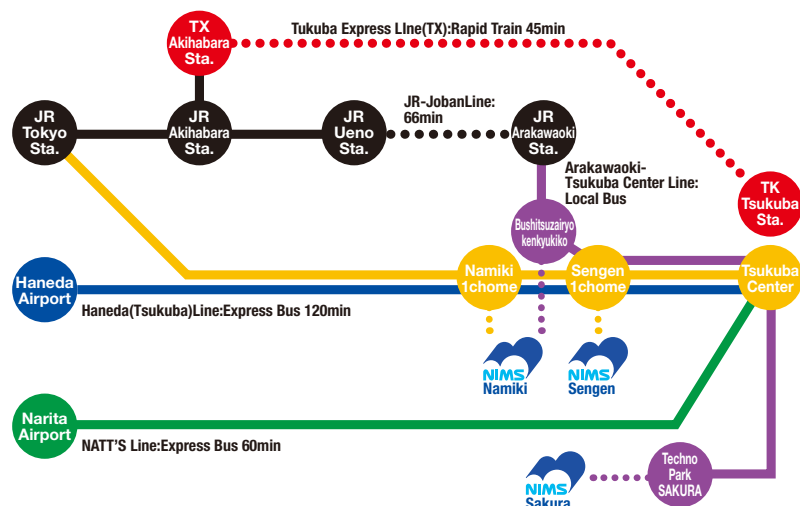 TX
Akihabara
Sta.
Tukuba Express LIne(TX):Rapid Train 45min
JR
Tokyo
Sta.
JR
Akihabara
Sta.
JR
Ueno
Sta.
JR-JobanLine:
66min
JR
Arakawaoki
Sta.
Arakawaoki-
Tsukuba Center Line:
Local Bus
TK
Tsukuba
Sta.
Bushitsuzairyo
kenkyukiko
Namiki
1chome
Sengen
1chome
Tsukuba
Center
Haneda
Airport
Haneda(Tsukuba)Line:Express Bus 120min
NIMS
Namiki
NIMS
Sengen
Narita
Airport
NATT'S Line:Express Bus 60min
Techno
Park
SAKURA
NIMS
Sakura